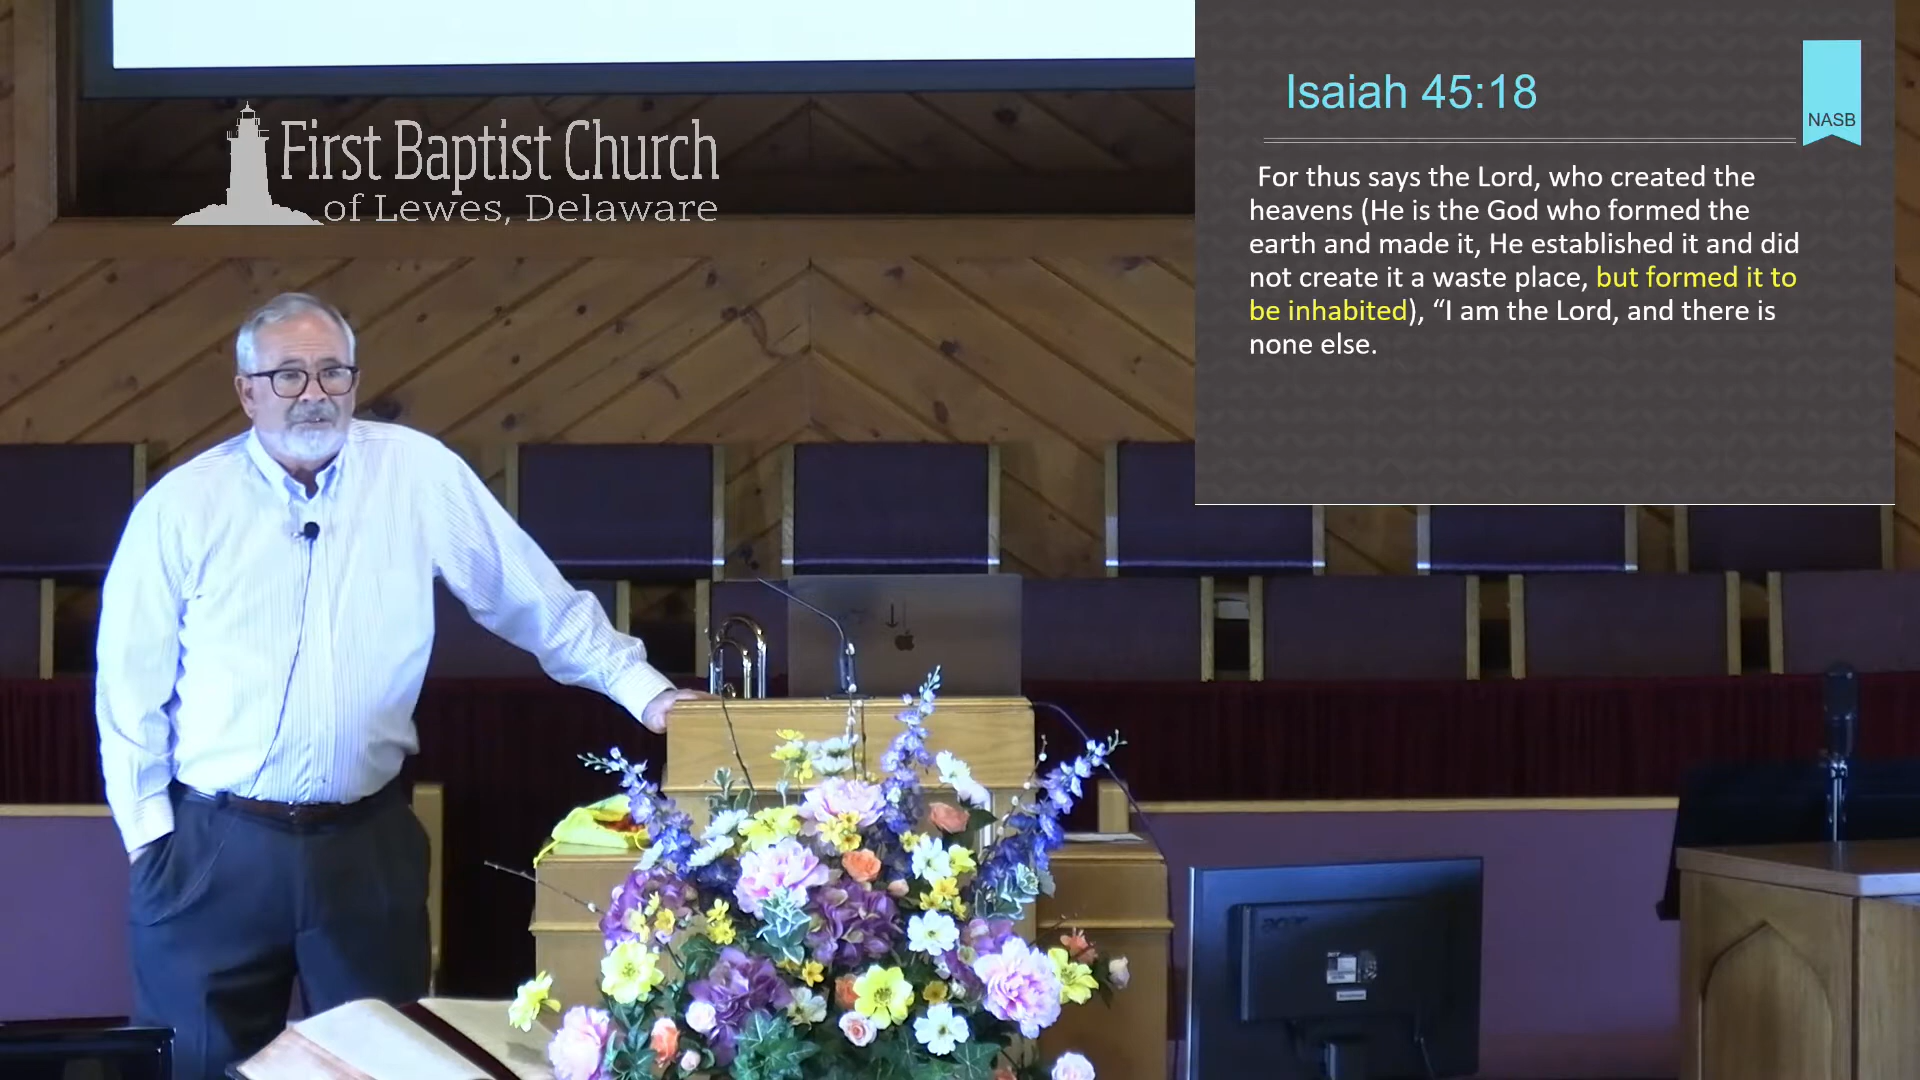 First Baptist Church
of Lewes, Delaware
Isaiah 45:18
NASB
For thus says the Lord, who created the
heavens (He is the God who formed the
earth and made it, He established it and did
not create it a waste place, but formed it to
be inhabited), “I am the Lord, and there is
none else.
acer